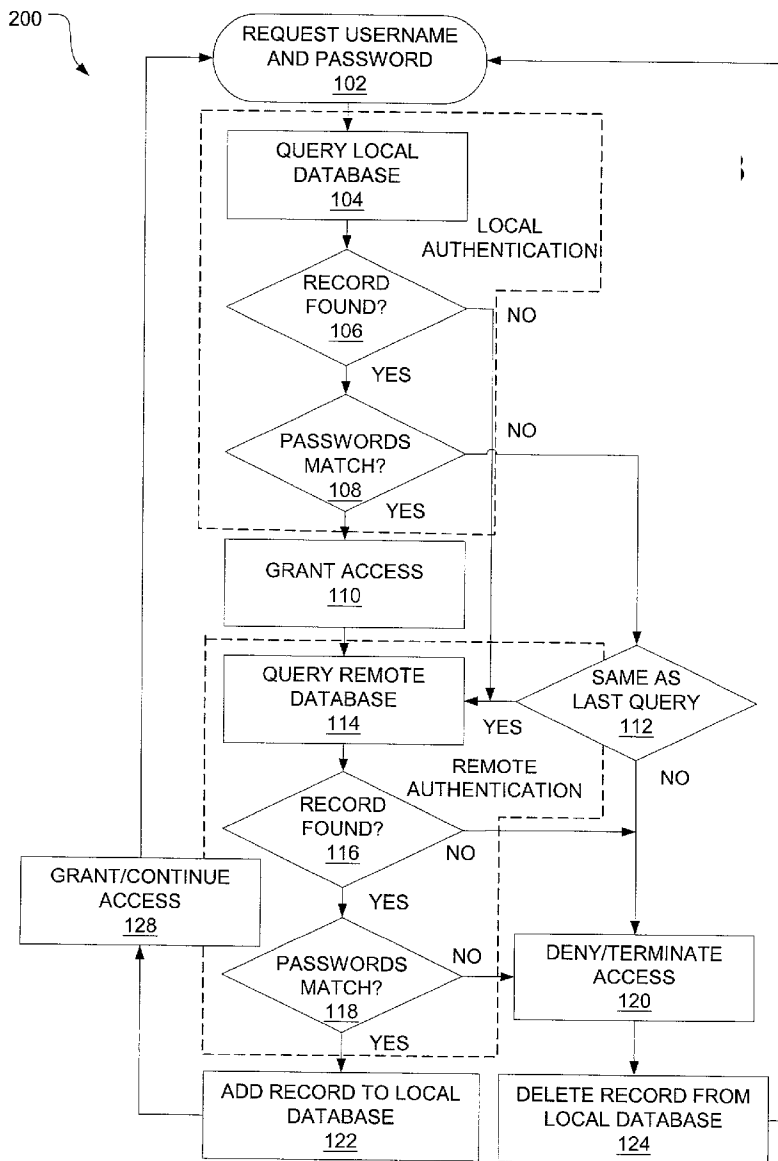 200
REQUEST USERNAME
AND PASSWORD
102
QUERY LOCAL
DATABASE
104
LOCAL
AUTHENTICATION
RECORD
FOUND?
106
NO
YES
PASSWORDS
MATCH?
108
NO
YES
GRANT ACCESS
110
QUERY REMOTE
DATABASE
114
SAME AS
LAST QUERY
112
YES
NO
REMOTE
AUTHENTICATION
RECORD
FOUND?
116
NO
YES
GRANT/CONTINUE
ACCESS
128
PASSWORDS
MATCH?
118
NO
YES
DENY/TERMINATE
ACCESS
120
ADD RECORD TO LOCAL
DATABASE
122
DELETE RECORD FROM
LOCAL DATABASE
124